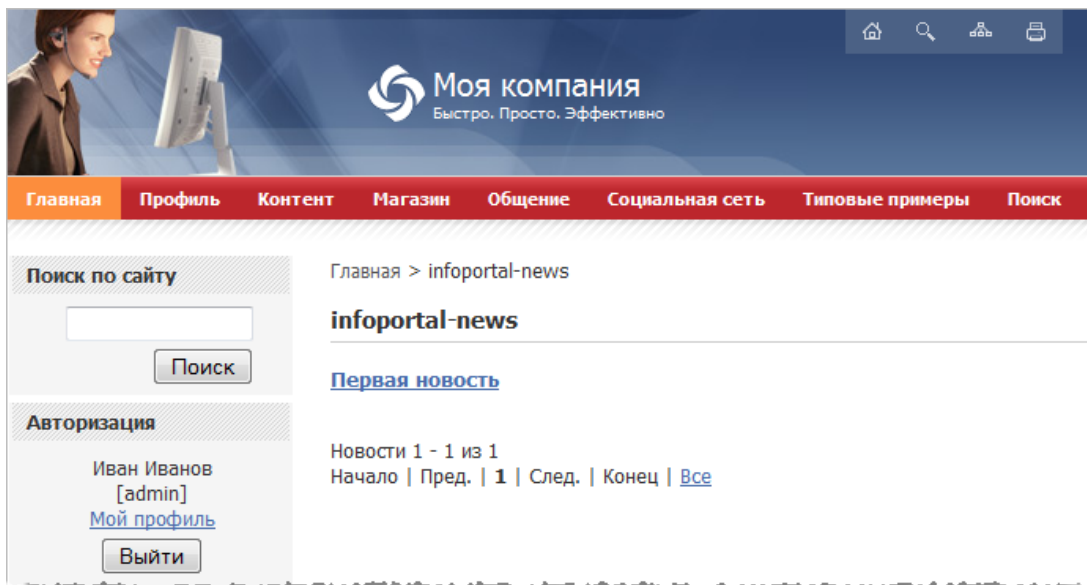 Моя компания
Быстро. Просто. Эффективно
Главная Профиль Контент Магазин Общение Социальная сеть Типовые примеры Поиск
Поиск по сайту
Поиск
Авторизация
Иван Иванов
[admin]
Мой профиль
Выйти
Главная > infoportal-news
infoportal-news
Первая новость
Новости 1 - 1 из 1
Начало | Пред. | 1 | След. | Конец | Все